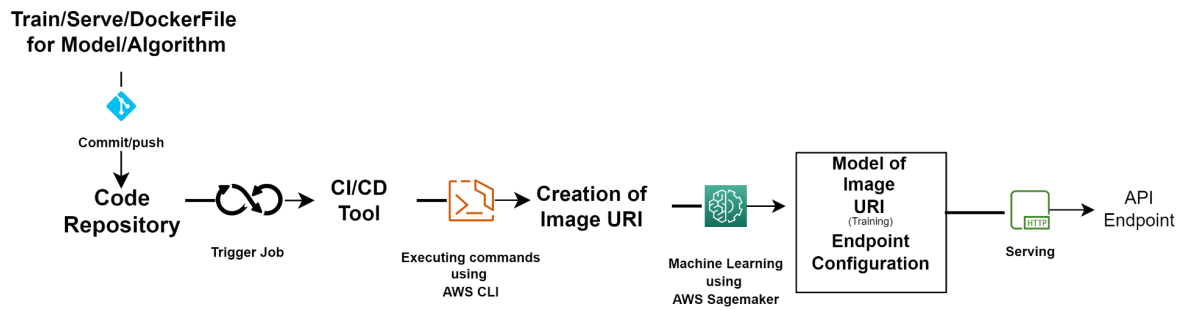 Train/Serve/DockerFile
for Model/Algorithm
Commit/push
Code
Repository
Trigger Job
CI/CD
Tool
Executing commands
using
AWS CLI
Creation of
Image URI
Machine Learning
using
AWS Sagemaker
Model of
Image
URI
(Training)
Endpoint
Configuration
HTTP
Serving
API
Endpoint